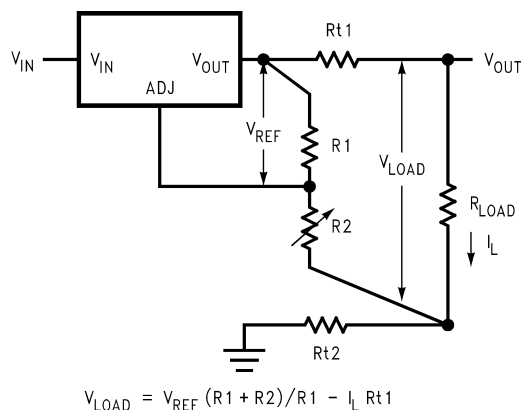 Rt1
V_IN
V_IN
V_OUT
V_OUT
ADJ
V_REF
R1
V_LOAD
R2
R_LOAD
I_L
Rt2
V_LOAD = V_REF (R1 + R2)/R1 - I_L Rt1